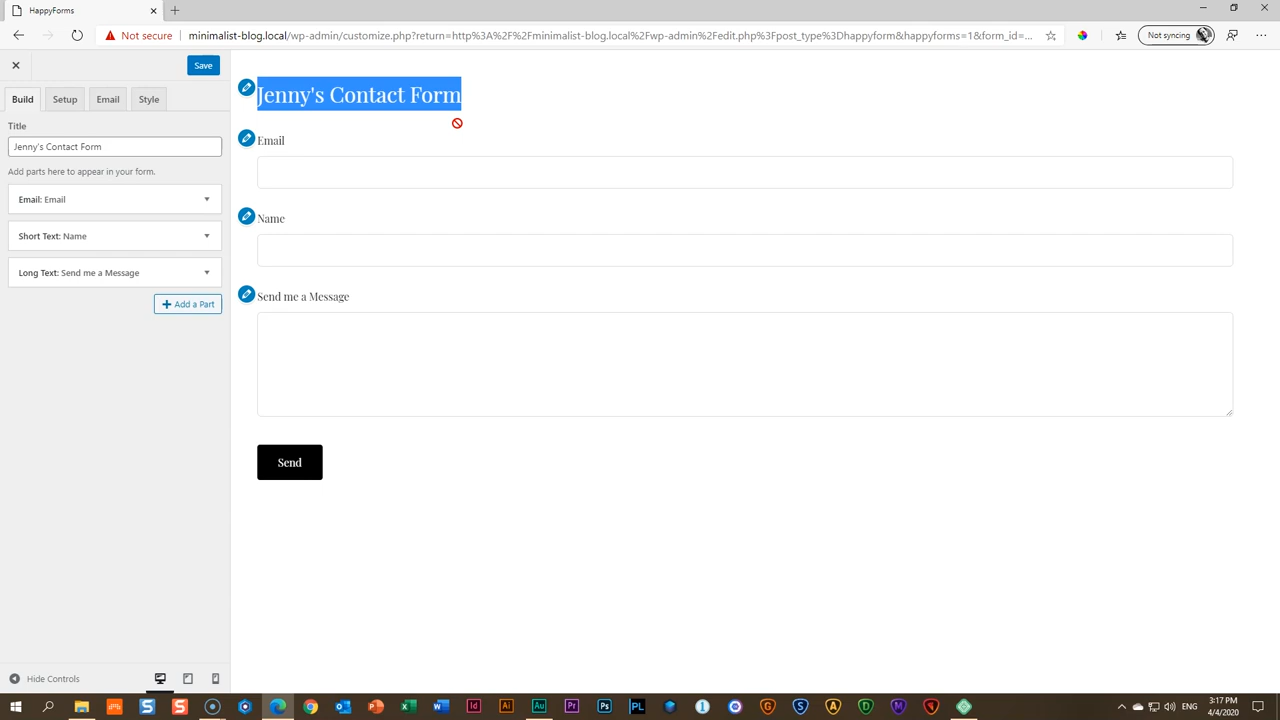 HappyForms
Not secure
minimalist-blog.local/wp-admin/customize.php?return=http%3A%2F%2Fminimalist-blog.local%2Fwp-admin%2Fedit.php%3Fpost_type%3Dhappyform&happyforms=1&form_id=...
Not syncing
Save
Build
Setup
Email
Style
Title
Jenny's Contact Form
Add parts here to appear in your form.
Email: Email
Short Text: Name
Long Text: Send me a Message
Add a Part
Hide Controls
Jenny's Contact Form
Email
Name
Send me a Message
Send
3:17 PM
4/4/2020